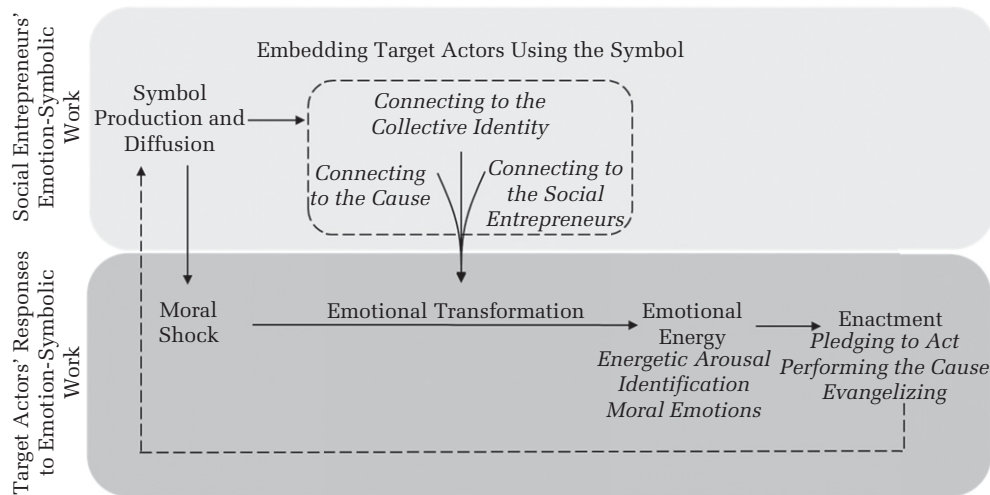 Social Entrepreneurs'
Emotion-Symbolic
Work
Embedding Target Actors Using the Symbol
Symbol
Production and
Diffusion
Connecting to the
Collective Identity
Connecting
to the Cause
Connecting to
the Social
Entrepreneurs
Target Actors' Responses
to Emotion-Symbolic
Work
Moral
Shock
Emotional Transformation
Emotional
Energy
Energetic Arousal
Identification
Moral Emotions
Enactment
Pledging to Act
Performing the Cause
Evangelizing